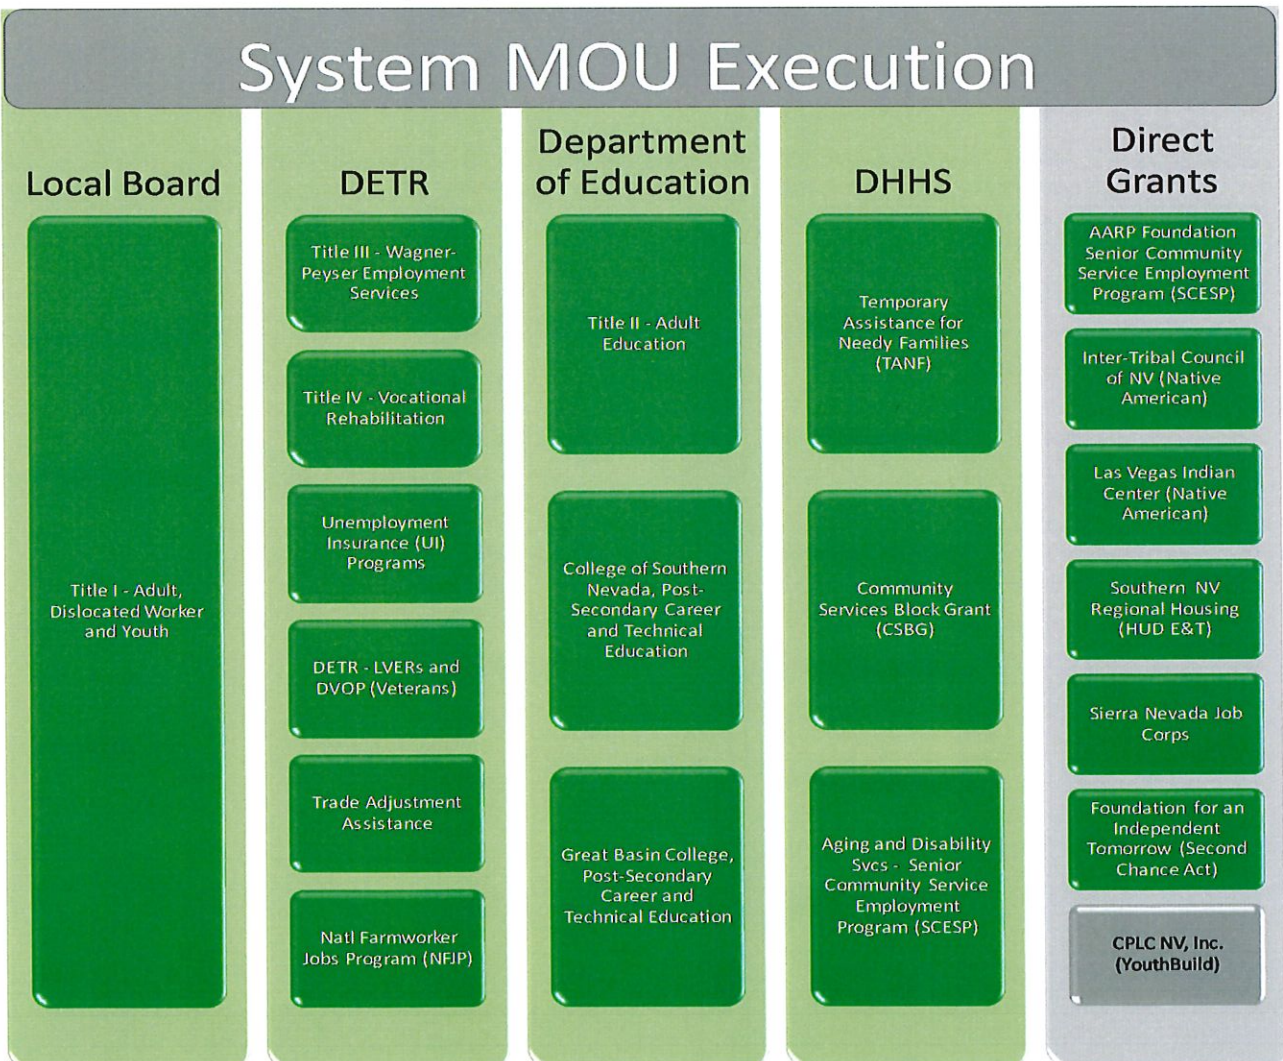 System MOU Execution
Local Board
Title I - Adult,
Dislocated Worker
and Youth
DETR
Title III - Wagner-
Peyser Employment
Services
Title IV - Vocational
Rehabilitation
Unemployment
Insurance (UI)
Programs
DETR - LVERs and
DVOP (Veterans)
Trade Adjustment
Assistance
Natl Farmworker
Jobs Program (NFJP)
Department
of Education
Title II - Adult
Education
College of Southern
Nevada, Post-
Secondary Career
and Technical
Education
Great Basin College,
Post-Secondary
Career and
Technical Education
DHHS
Temporary
Assistance for
Needy Families
(TANF)
Community
Services Block Grant
(CSBG)
Aging and Disability
Svcs - Senior
Community Service
Employment
Program (SCESP)
Direct
Grants
AARP Foundation
Senior Community
Service Employment
Program (SCESP)
Inter-Tribal Council
of NV (Native
American)
Las Vegas Indian
Center (Native
American)
Southern NV
Regional Housing
(HUD E&T)
Sierra Nevada Job
Corps
Foundation for an
Independent
Tomorrow (Second
Chance Act)
CPLC NV, Inc.
(YouthBuild)